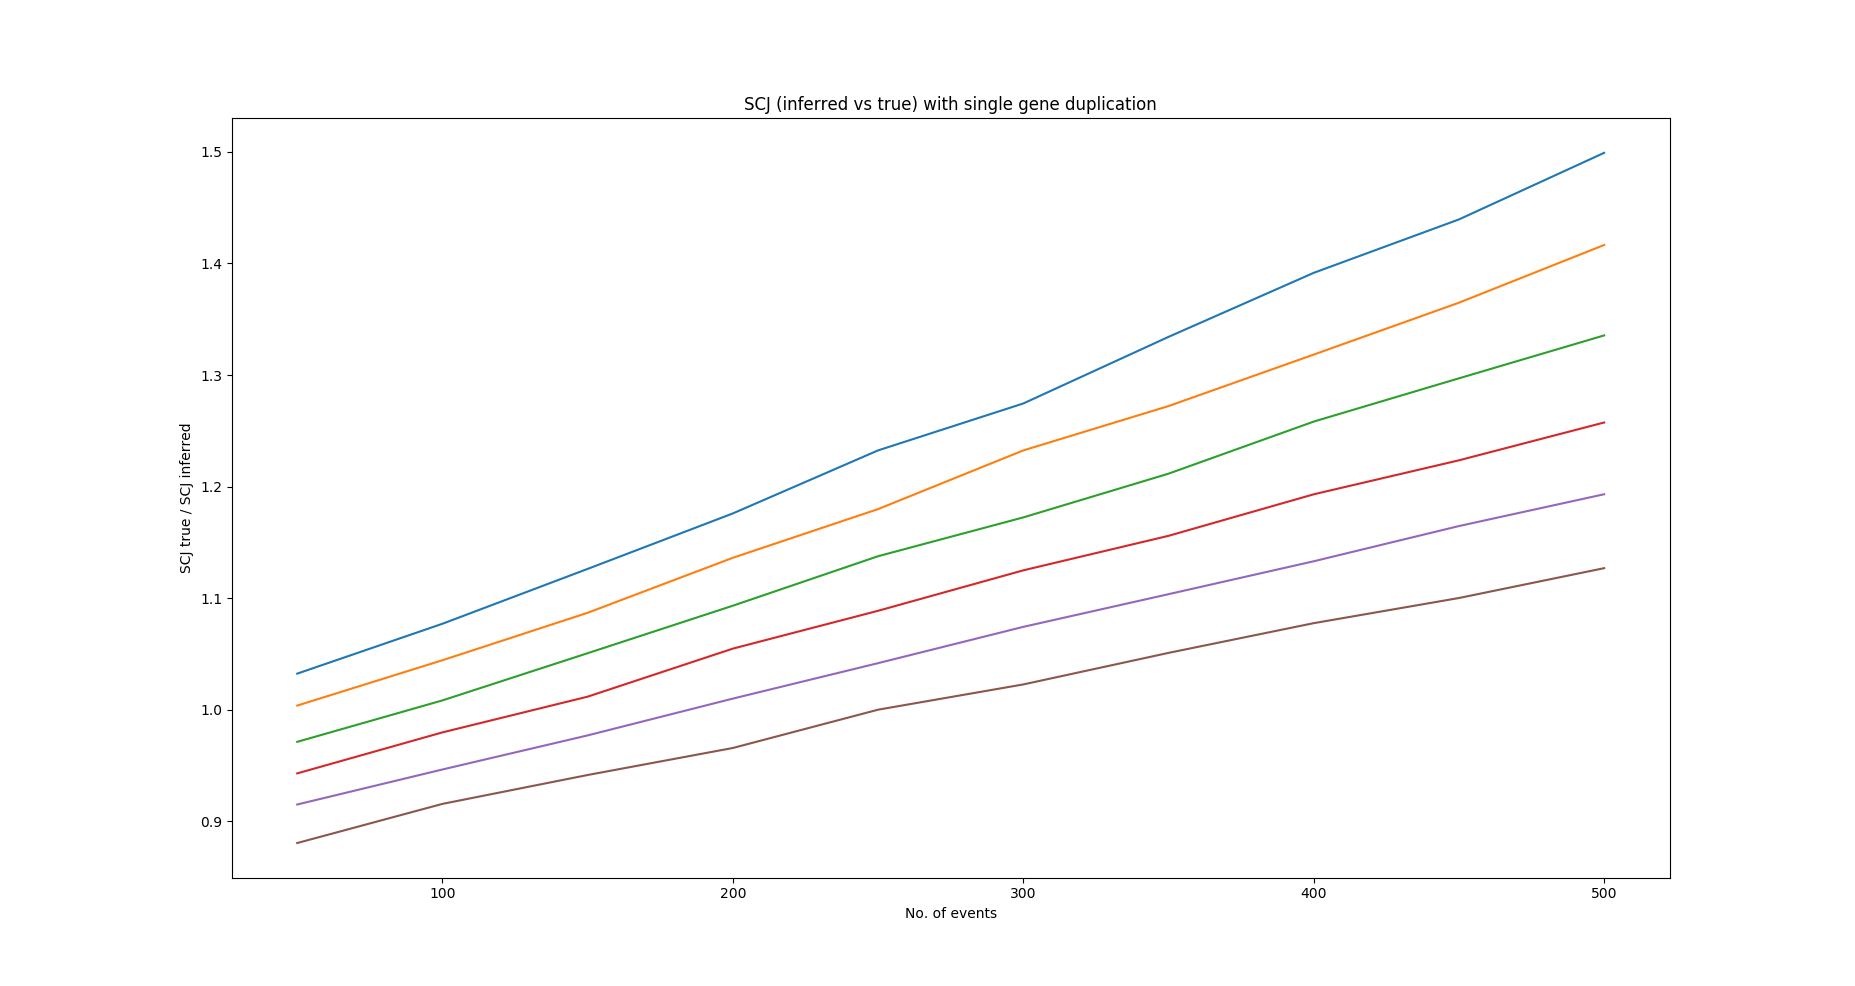 SCJ (inferred vs true) with single gene duplication
SCJ true / SCJ inferred
1.5
1.4
1.3
1.2
1.1
1.0
0.9
100 200 300 400 500
No. of events